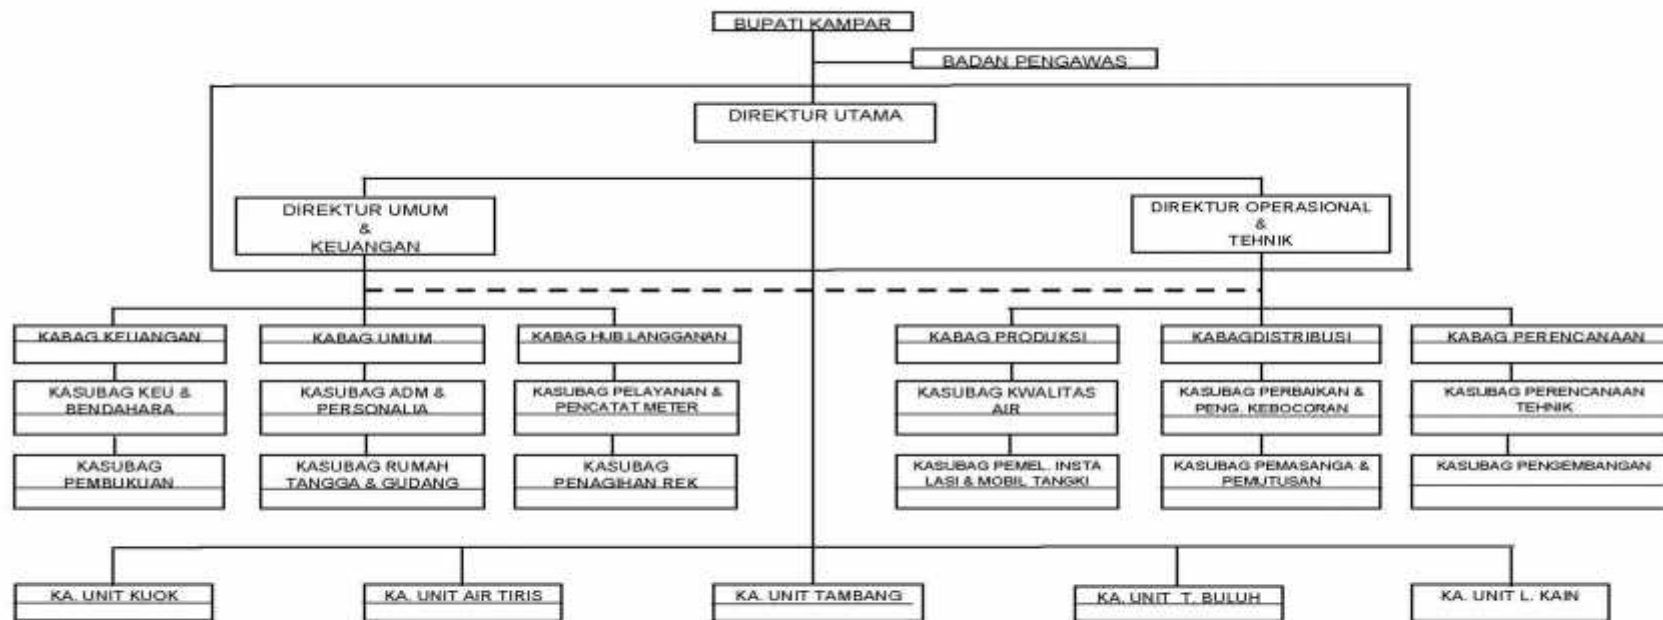 BUPATI KAMPAR
BADAN PENGAWAS
DIREKTUR UTAMA
DIREKTUR UMUM
&
KEUANGAN
DIREKTUR OPERASIONAL
&
TEHNIK
KABAG KEUANGAN
KABAG UMUM
KABAG HUB.LANGGANAN
KABAG PRODUKSI
KABAGDISTRIBUSI
KABAG PERENCANAAN
KASUBAG KEU &
BENDAHARA
KASUBAG ADM &
PERSONALIA
KASUBAG PELAYANAN &
PENCATAT METER
KASUBAG KWALITAS
AIR
KASUBAG PERBAIKAN &
PENG. KEBOCORAN
KASUBAG PERENCANAAN
TEHNIK
KASUBAG
PEMBUKUAN
KASUBAG RUMAH
TANGGA & GUDANG
KASUBAG
PENAGIHAN REK
KASUBAG PEMEL. INSTA
LASI & MOBIL TANGKI
KASUBAG PEMASANGA &
PEMUTUSAN
KASUBAG PENGEMBANGAN
KA. UNIT KUOK
KA. UNIT AIR TIRIS
KA. UNIT TAMBANG
KA. UNIT T. BULUH
KA. UNIT L. KAIN